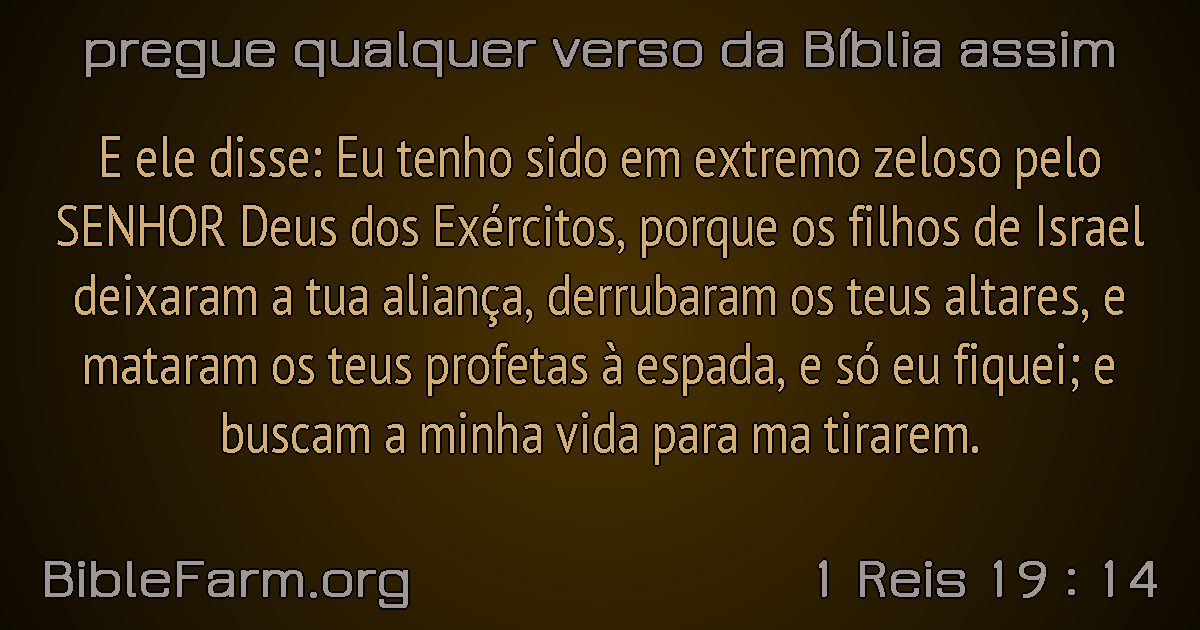 pregue qualquer verso da Bíblia assim
E ele disse: Eu tenho sido em extremo zeloso pelo
SENHOR Deus dos Exércitos, porque os filhos de Israel
deixaram a tua aliança, derrubaram os teus altares, e
mataram os teus profetas à espada, e só eu fiquei; e
buscam a minha vida para ma tirarem.
BibleFarm.org
1 Reis 19 : 14